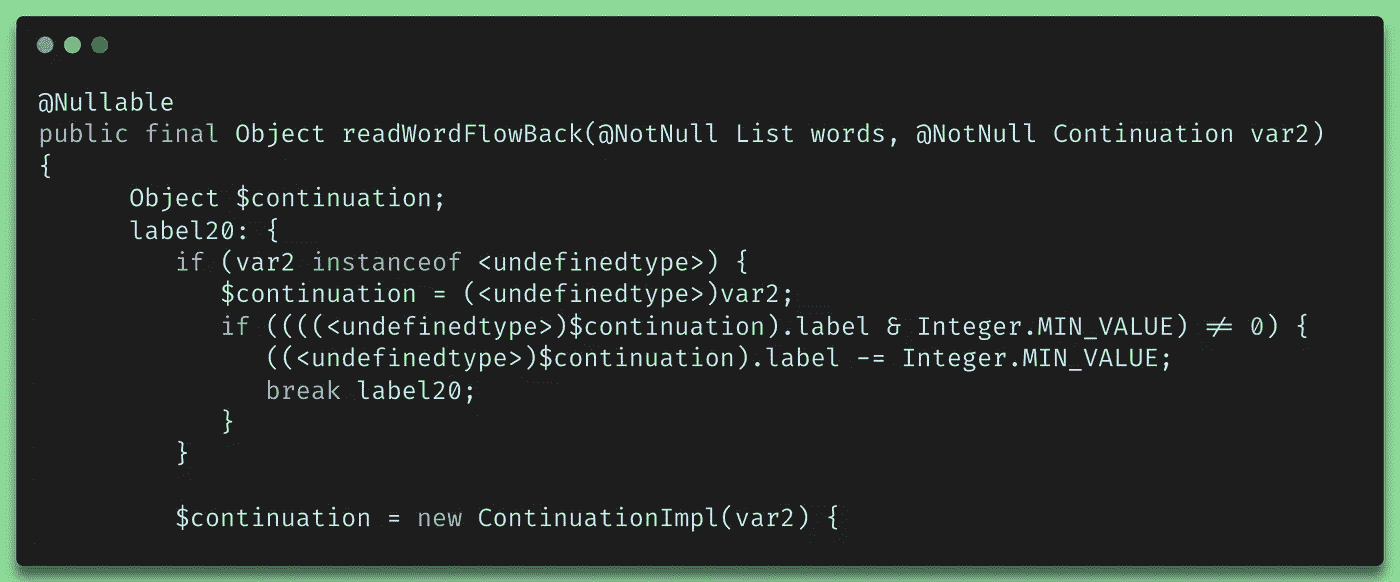 @Nullable
public final Object readWordFlowBack(@NotNull List words, @NotNull Continuation var2)
{
Object $continuation;
label20: {
if (var2 instanceof <undefinedtype>) {
$continuation = (<undefinedtype>)var2;
if ((((<undefinedtype>)$continuation).label & Integer.MIN_VALUE) != 0) {
((<undefinedtype>)$continuation).label -= Integer.MIN_VALUE;
break label20;
}
}
$continuation = new ContinuationImpl(var2) {